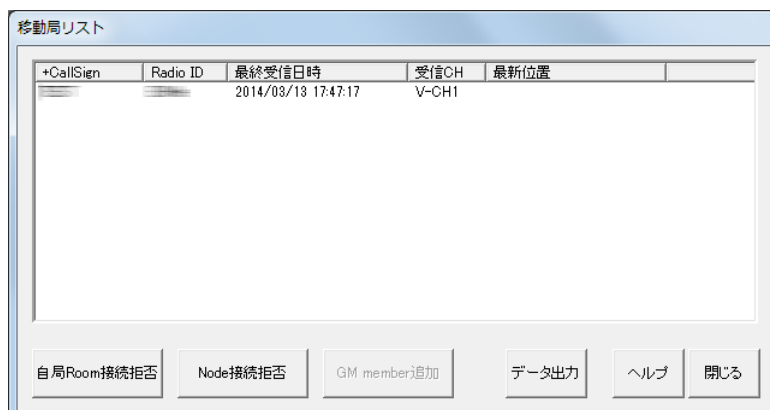 移動局リスト
+CallSign Radio ID 最終受信日時 受信CH 最新位置
2014/03/13 17:47:17 V-CH1
自局Room接続拒否 Node接続拒否 GM member追加 データ出力 ヘルプ 閉じる